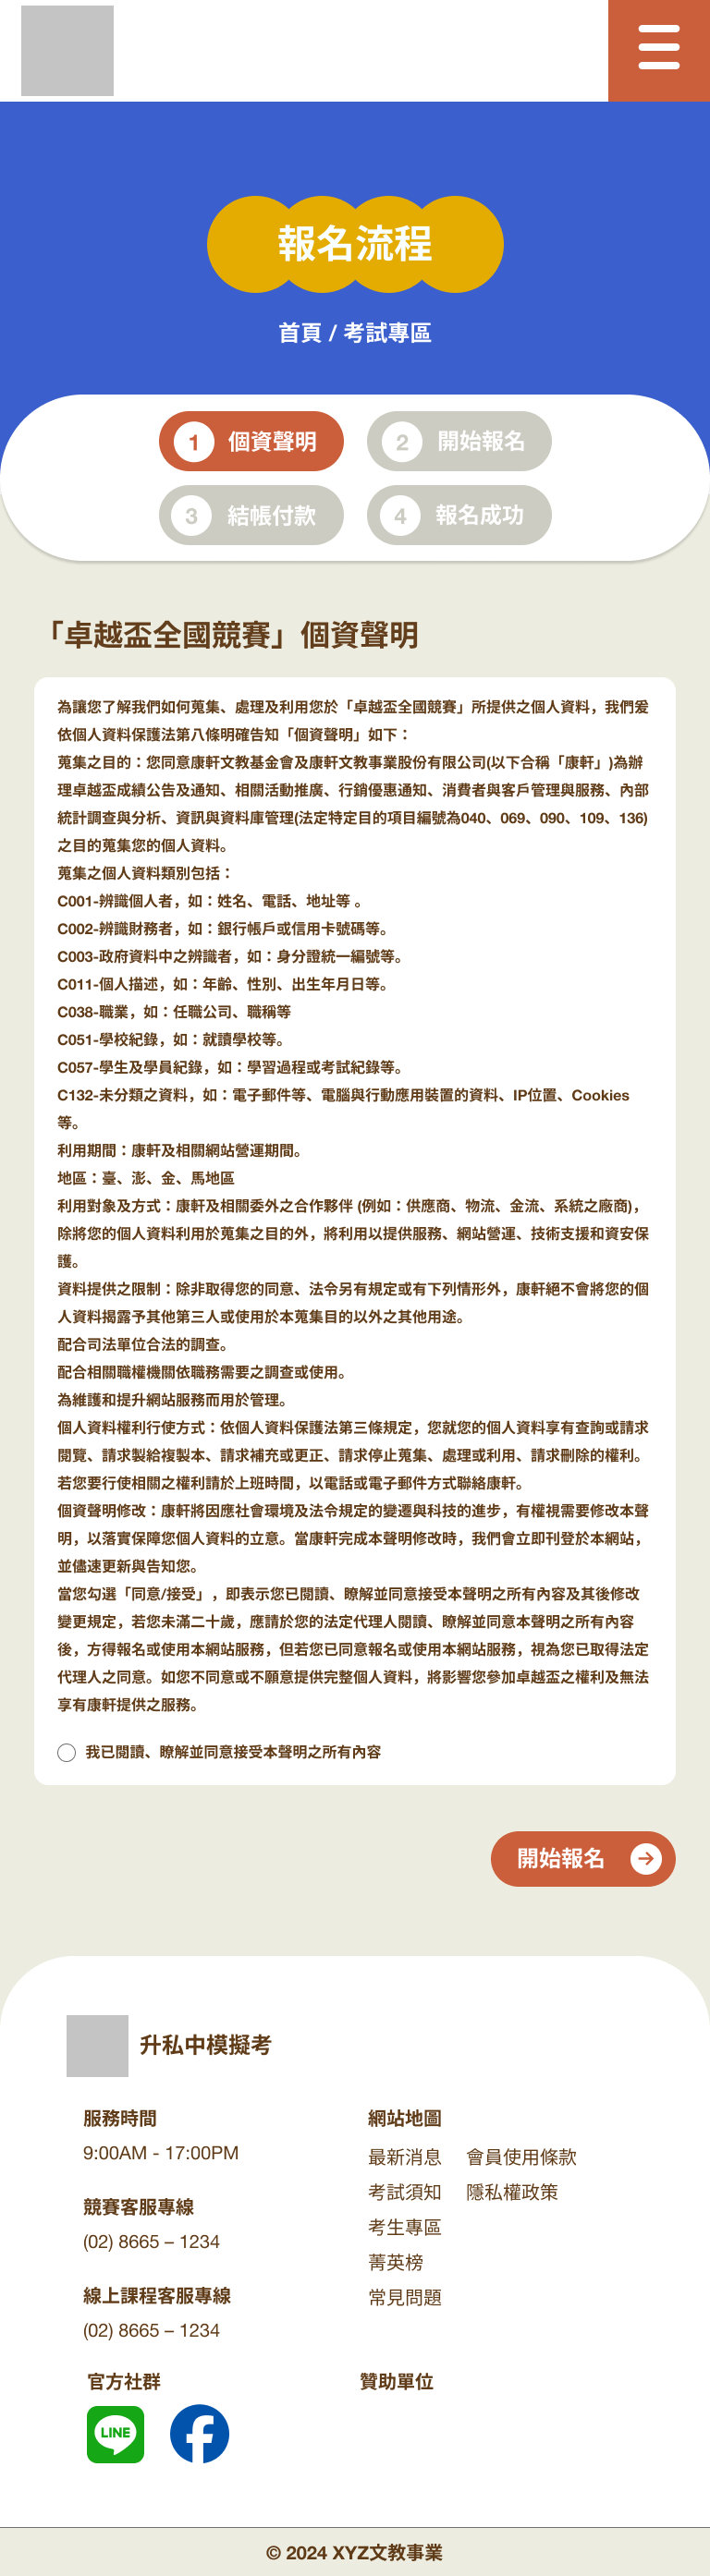 報名流程
首頁 / 考試專區
1 個資聲明
2 開始報名
3 結帳付款
4 報名成功
「卓越盃全國競賽」個資聲明
為讓您了解我們如何蒐集、處理及利用您於「卓越盃全國競賽」所提供之個人資料，我們爰
依個人資料保護法第八條明確告知「個資聲明」如下：
蒐集之目的：您同意康軒文教基金會及康軒文教事業股份有限公司(以下合稱「康軒」)為辦
理卓越盃成績公告及通知、相關活動推廣、行銷優惠通知、消費者與客戶管理與服務、內部
統計調查與分析、資訊與資料庫管理(法定特定目的項目編號為040、069、090、109、136)
之目的蒐集您的個人資料。
蒐集之個人資料類別包括：
C001-辨識個人者，如：姓名、電話、地址等 。
C002-辨識財務者，如：銀行帳戶或信用卡號碼等。
C003-政府資料中之辨識者，如：身分證統一編號等。
C011-個人描述，如：年齡、性別、出生年月日等。
C038-職業，如：任職公司、職稱等
C051-學校紀錄，如：就讀學校等。
C057-學生及學員紀錄，如：學習過程或考試紀錄等。
C132-未分類之資料，如：電子郵件等、電腦與行動應用裝置的資料、IP位置、Cookies
等。
利用期間：康軒及相關網站營運期間。
地區：臺、澎、金、馬地區
利用對象及方式：康軒及相關委外之合作夥伴 (例如：供應商、物流、金流、系統之廠商)，
除將您的個人資料利用於蒐集之目的外，將利用以提供服務、網站營運、技術支援和資安保
護。
資料提供之限制：除非取得您的同意、法令另有規定或有下列情形外，康軒絕不會將您的個
人資料揭露予其他第三人或使用於本蒐集目的以外之其他用途。
配合司法單位合法的調查。
配合相關職權機關依職務需要之調查或使用。
為維護和提升網站服務而用於管理。
個人資料權利行使方式：依個人資料保護法第三條規定，您就您的個人資料享有查詢或請求
閱覽、請求製給複製本、請求補充或更正、請求停止蒐集、處理或利用、請求刪除的權利。
若您要行使相關之權利請於上班時間，以電話或電子郵件方式聯絡康軒。
個資聲明修改：康軒將因應社會環境及法令規定的變遷與科技的進步，有權視需要修改本聲
明，以落實保障您個人資料的立意。當康軒完成本聲明修改時，我們會立即刊登於本網站，
並儘速更新與告知您。
當您勾選「同意/接受」，即表示您已閱讀、瞭解並同意接受本聲明之所有內容及其後修改
變更規定，若您未滿二十歲，應請於您的法定代理人閱讀、瞭解並同意本聲明之所有內容
後，方得報名或使用本網站服務，但若您已同意報名或使用本網站服務，視為您已取得法定
代理人之同意。如您不同意或不願意提供完整個人資料，將影響您參加卓越盃之權利及無法
享有康軒提供之服務。
我已閱讀、瞭解並同意接受本聲明之所有內容
開始報名
升私中模擬考
服務時間
9:00AM - 17:00PM
競賽客服專線
(02) 8665 – 1234
線上課程客服專線
(02) 8665 – 1234
網站地圖
最新消息 會員使用條款
考試須知 隱私權政策
考生專區
菁英榜
常見問題
官方社群
LINE
贊助單位
© 2024 XYZ文教事業